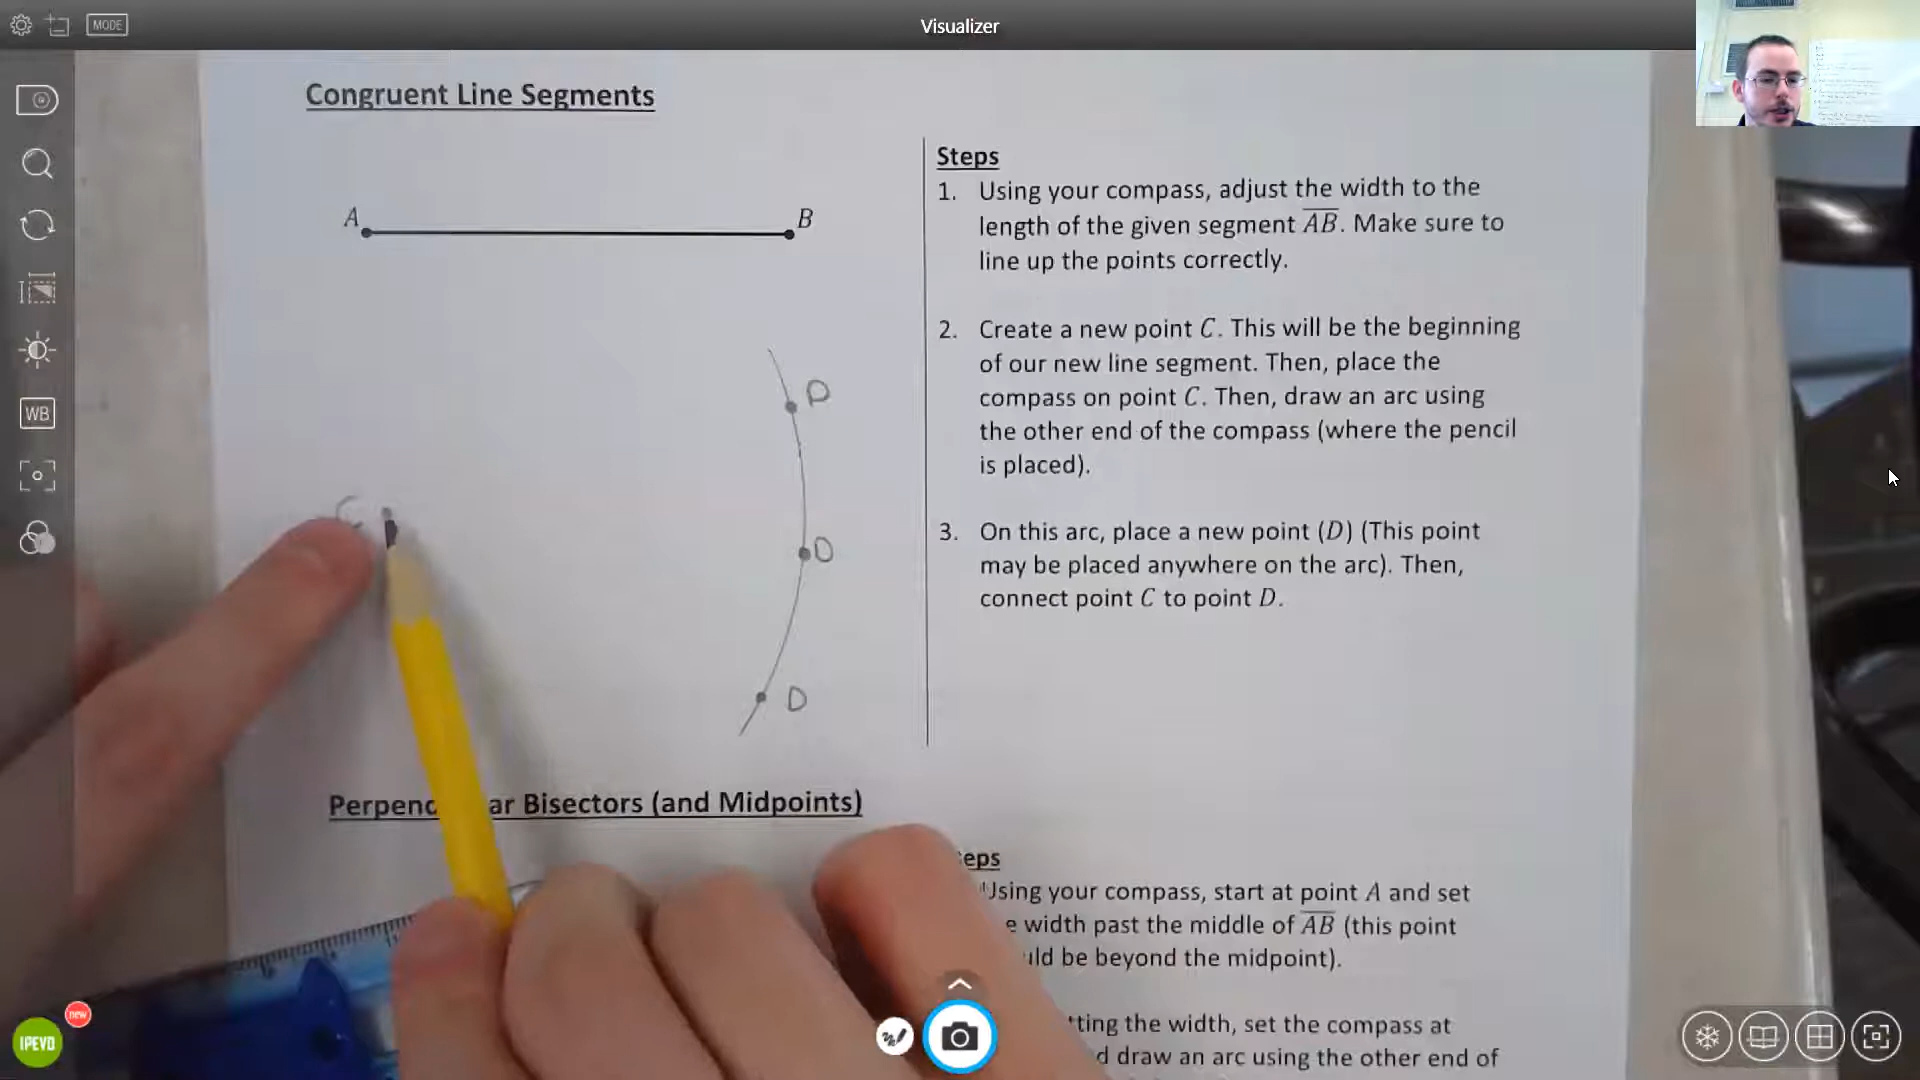 MODE
Visualizer
Congruent Line Segments
A
B
Steps
1. Using your compass, adjust the width to the
length of the given segment AB. Make sure to
line up the points correctly.
2. Create a new point C. This will be the beginning
of our new line segment. Then, place the
compass on point C. Then, draw an arc using
the other end of the compass (where the pencil
is placed).
3. On this arc, place a new point (D) (This point
may be placed anywhere on the arc). Then,
connect point C to point D.
D
C
D
D
WB
Bisectors (and Midpoints)
Using your compass, start at point A and set
width past the middle of AB (this point
be beyond the midpoint).
the width, set the compass at
draw an arc using the other end of
new
IPEVO